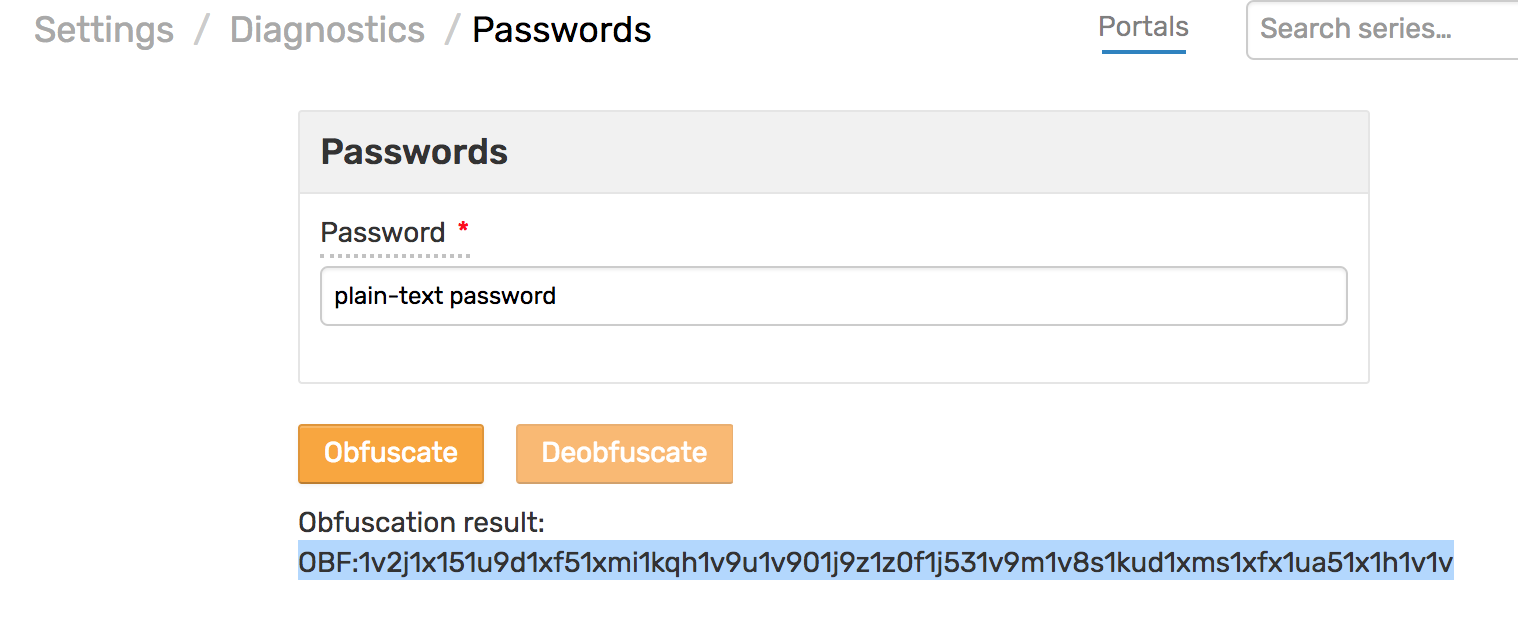 Settings / Diagnostics / Passwords
Portals
Search series...
Passwords
Password *
plain-text password
Obfuscate
Deobfuscate
Obfuscation result:
OBF:1v2j1x151u9d1xf51xmi1kqh1v9u1v901j9z1z0f1j531v9m1v8s1kud1xms1xfx1ua51x1h1v1v